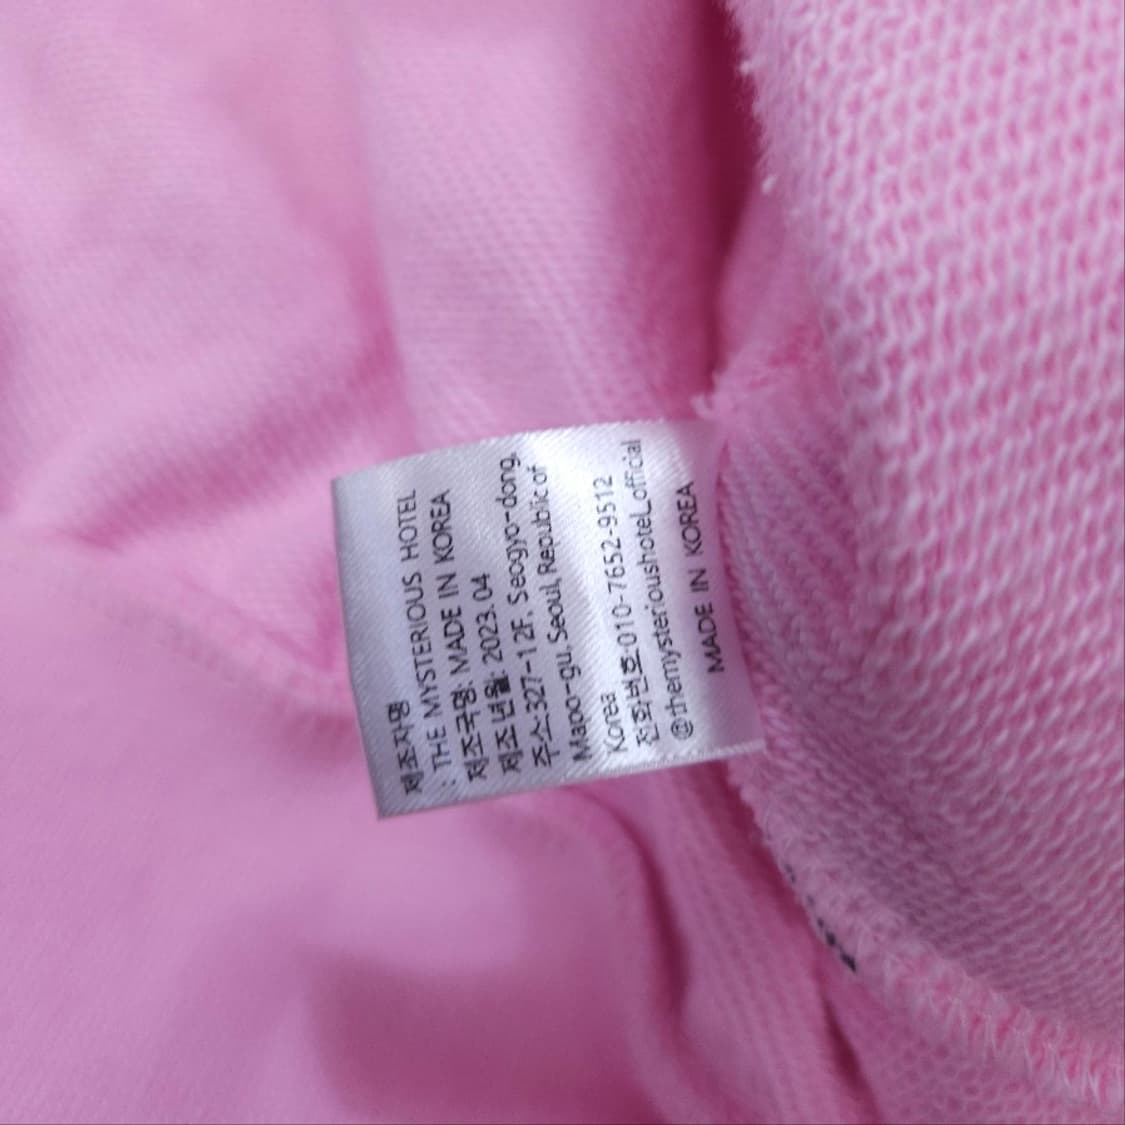 제조자명
: THE MYSTERIOUS HOTEL
제조국명: MADE IN KOREA
제조년월: 2023.04
주소:327-12F, Seogyo-dong,
Mapo-gu, Seoul, Republic of
Korea
전화번호:010-7652-9512
@themysterioushotel_official
MADE IN KOREA